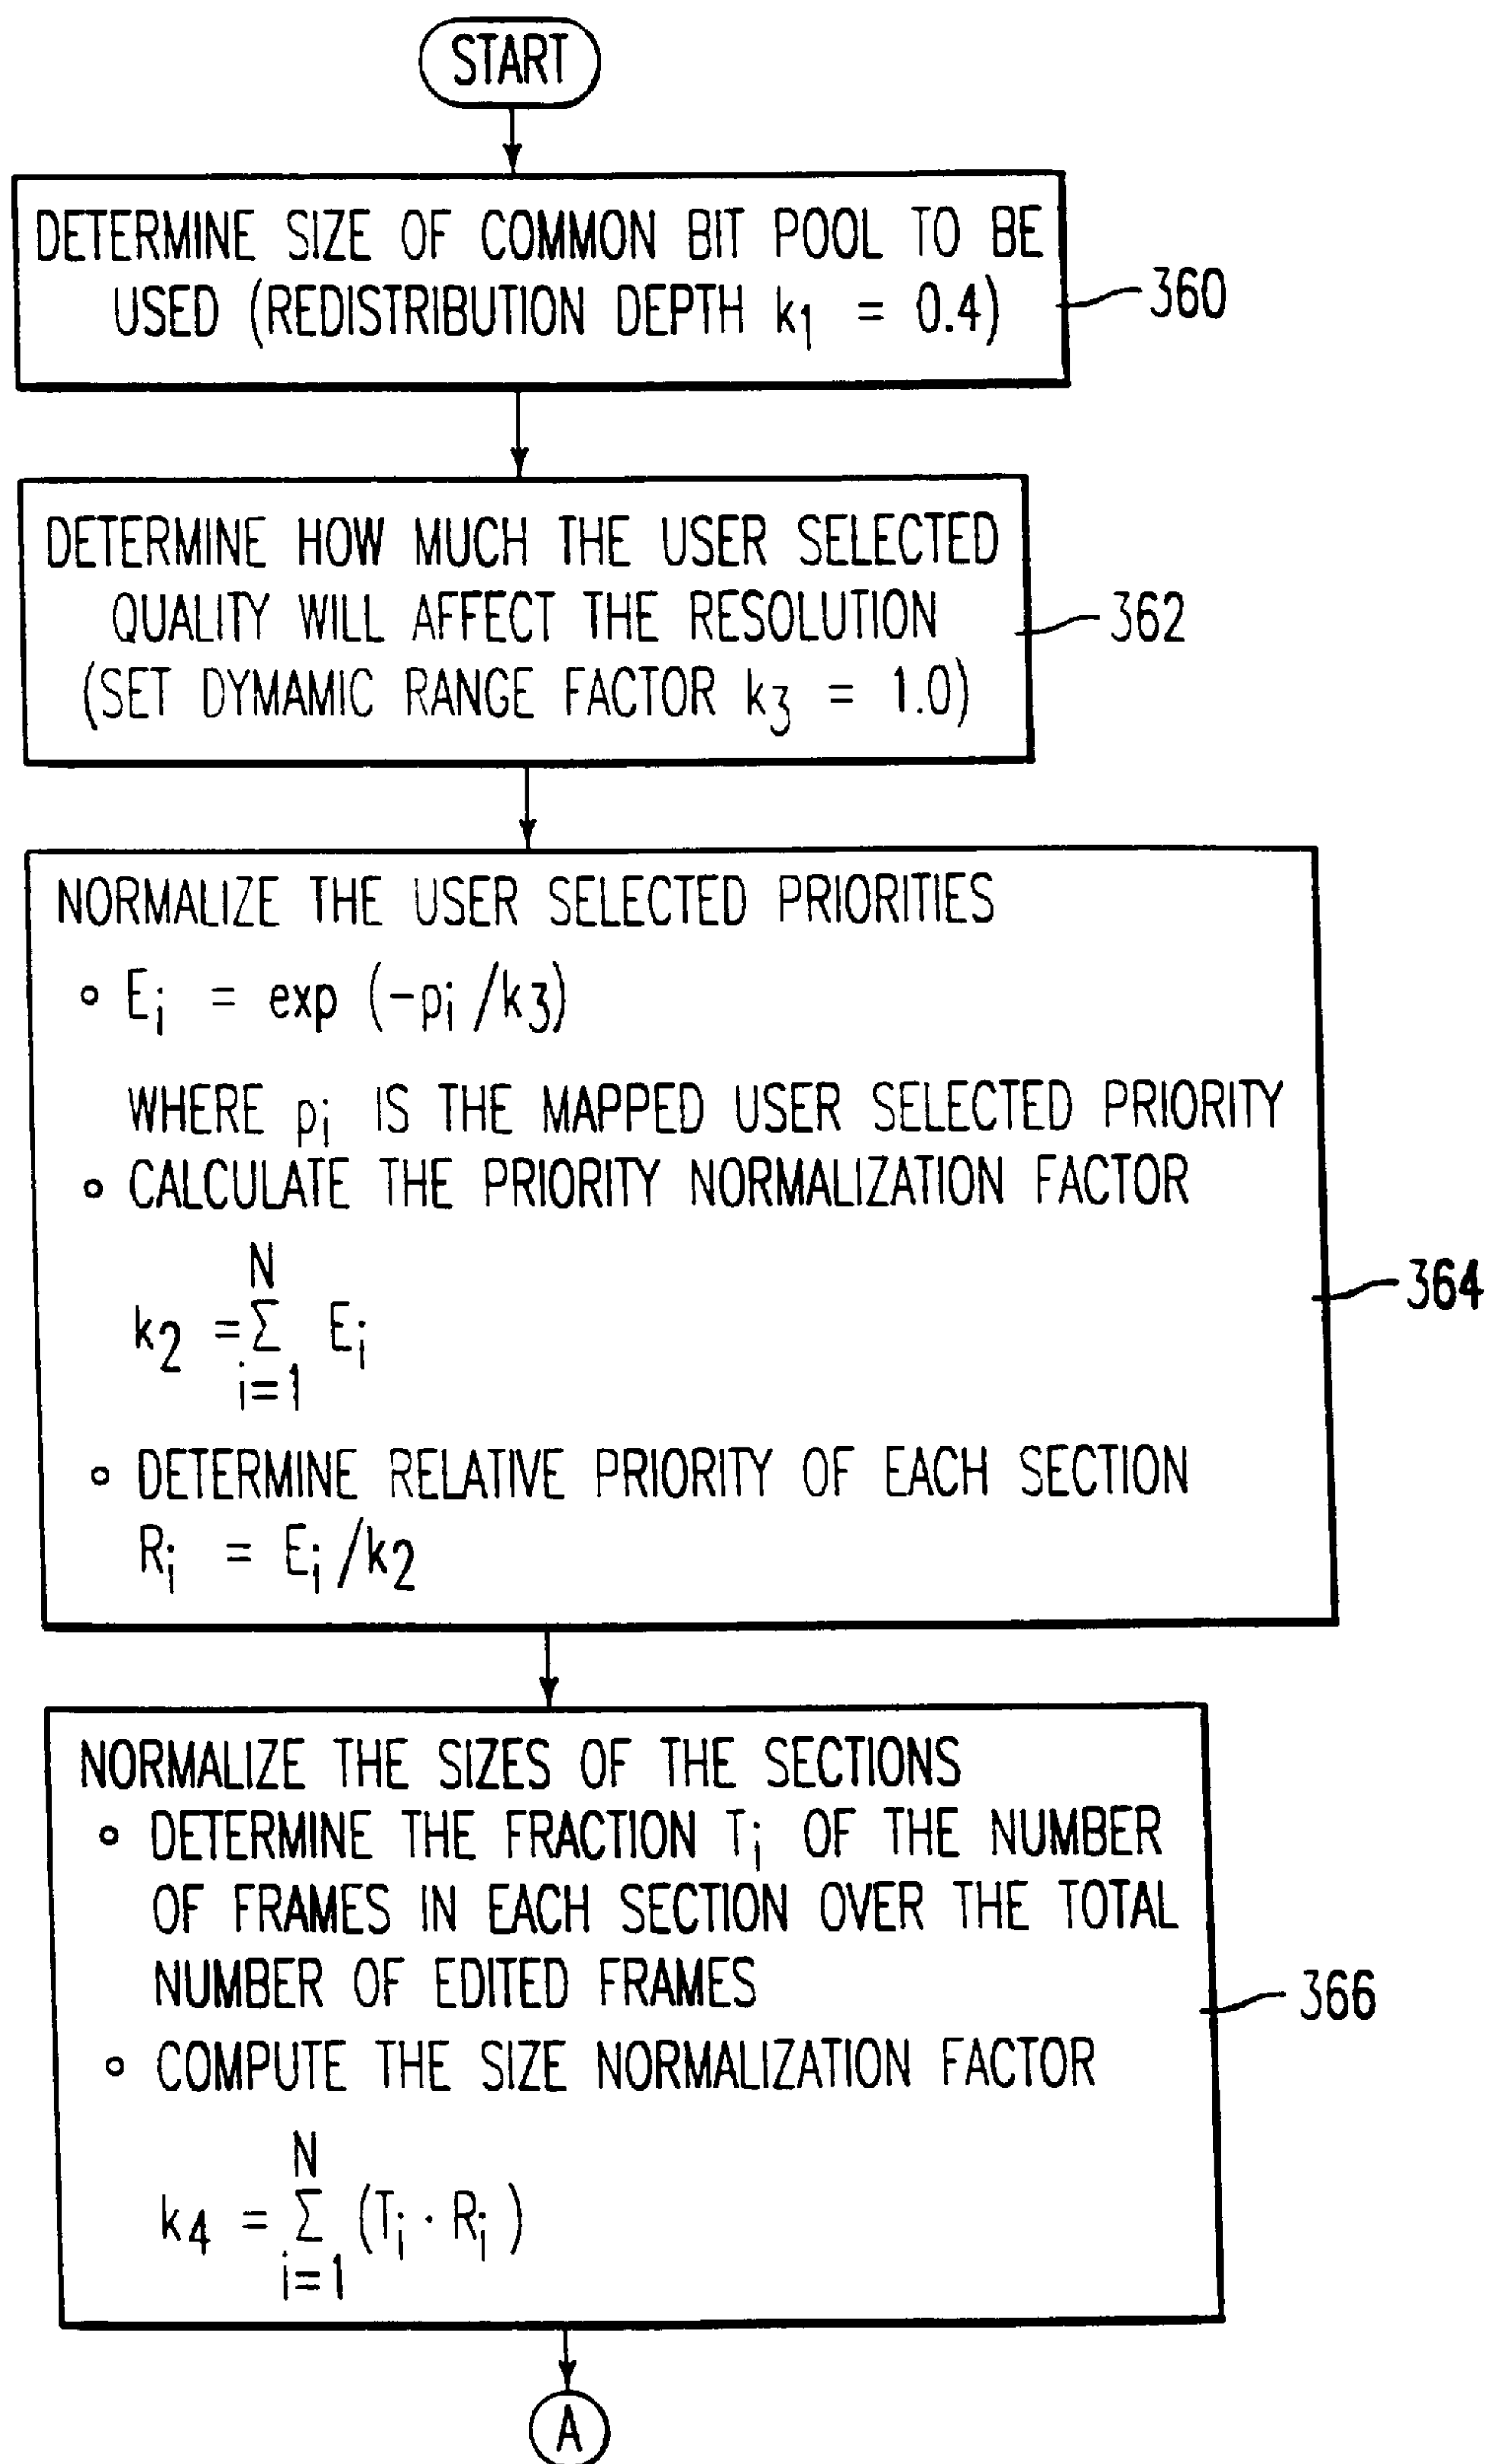 START
DETERMINE SIZE OF COMMON BIT POOL TO BE
USED (REDISTRIBUTION DEPTH k1 = 0.4)
360
DETERMINE HOW MUCH THE USER SELECTED
QUALITY WILL AFFECT THE RESOLUTION
(SET DYMAMIC RANGE FACTOR k3 = 1.0)
362
NORMALIZE THE USER SELECTED PRIORITIES
∘ Ei = exp (-pi/k3)
WHERE pi IS THE MAPPED USER SELECTED PRIORITY
∘ CALCULATE THE PRIORITY NORMALIZATION FACTOR
N
k2 = Σ Ei
i=1
∘ DETERMINE RELATIVE PRIORITY OF EACH SECTION
Ri = Ei/k2
364
NORMALIZE THE SIZES OF THE SECTIONS
∘ DETERMINE THE FRACTION Ti OF THE NUMBER
OF FRAMES IN EACH SECTION OVER THE TOTAL
NUMBER OF EDITED FRAMES
∘ COMPUTE THE SIZE NORMALIZATION FACTOR
N
k4 = Σ (Ti · Ri)
i=1
366
A